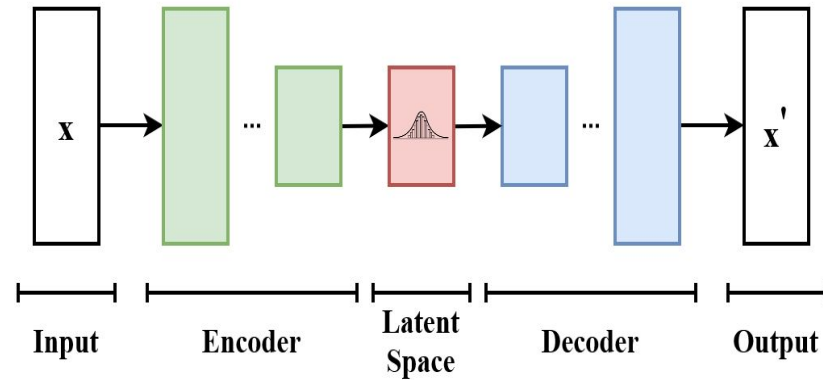 x
...
...
x'
Input
Encoder
Latent
Space
Decoder
Output